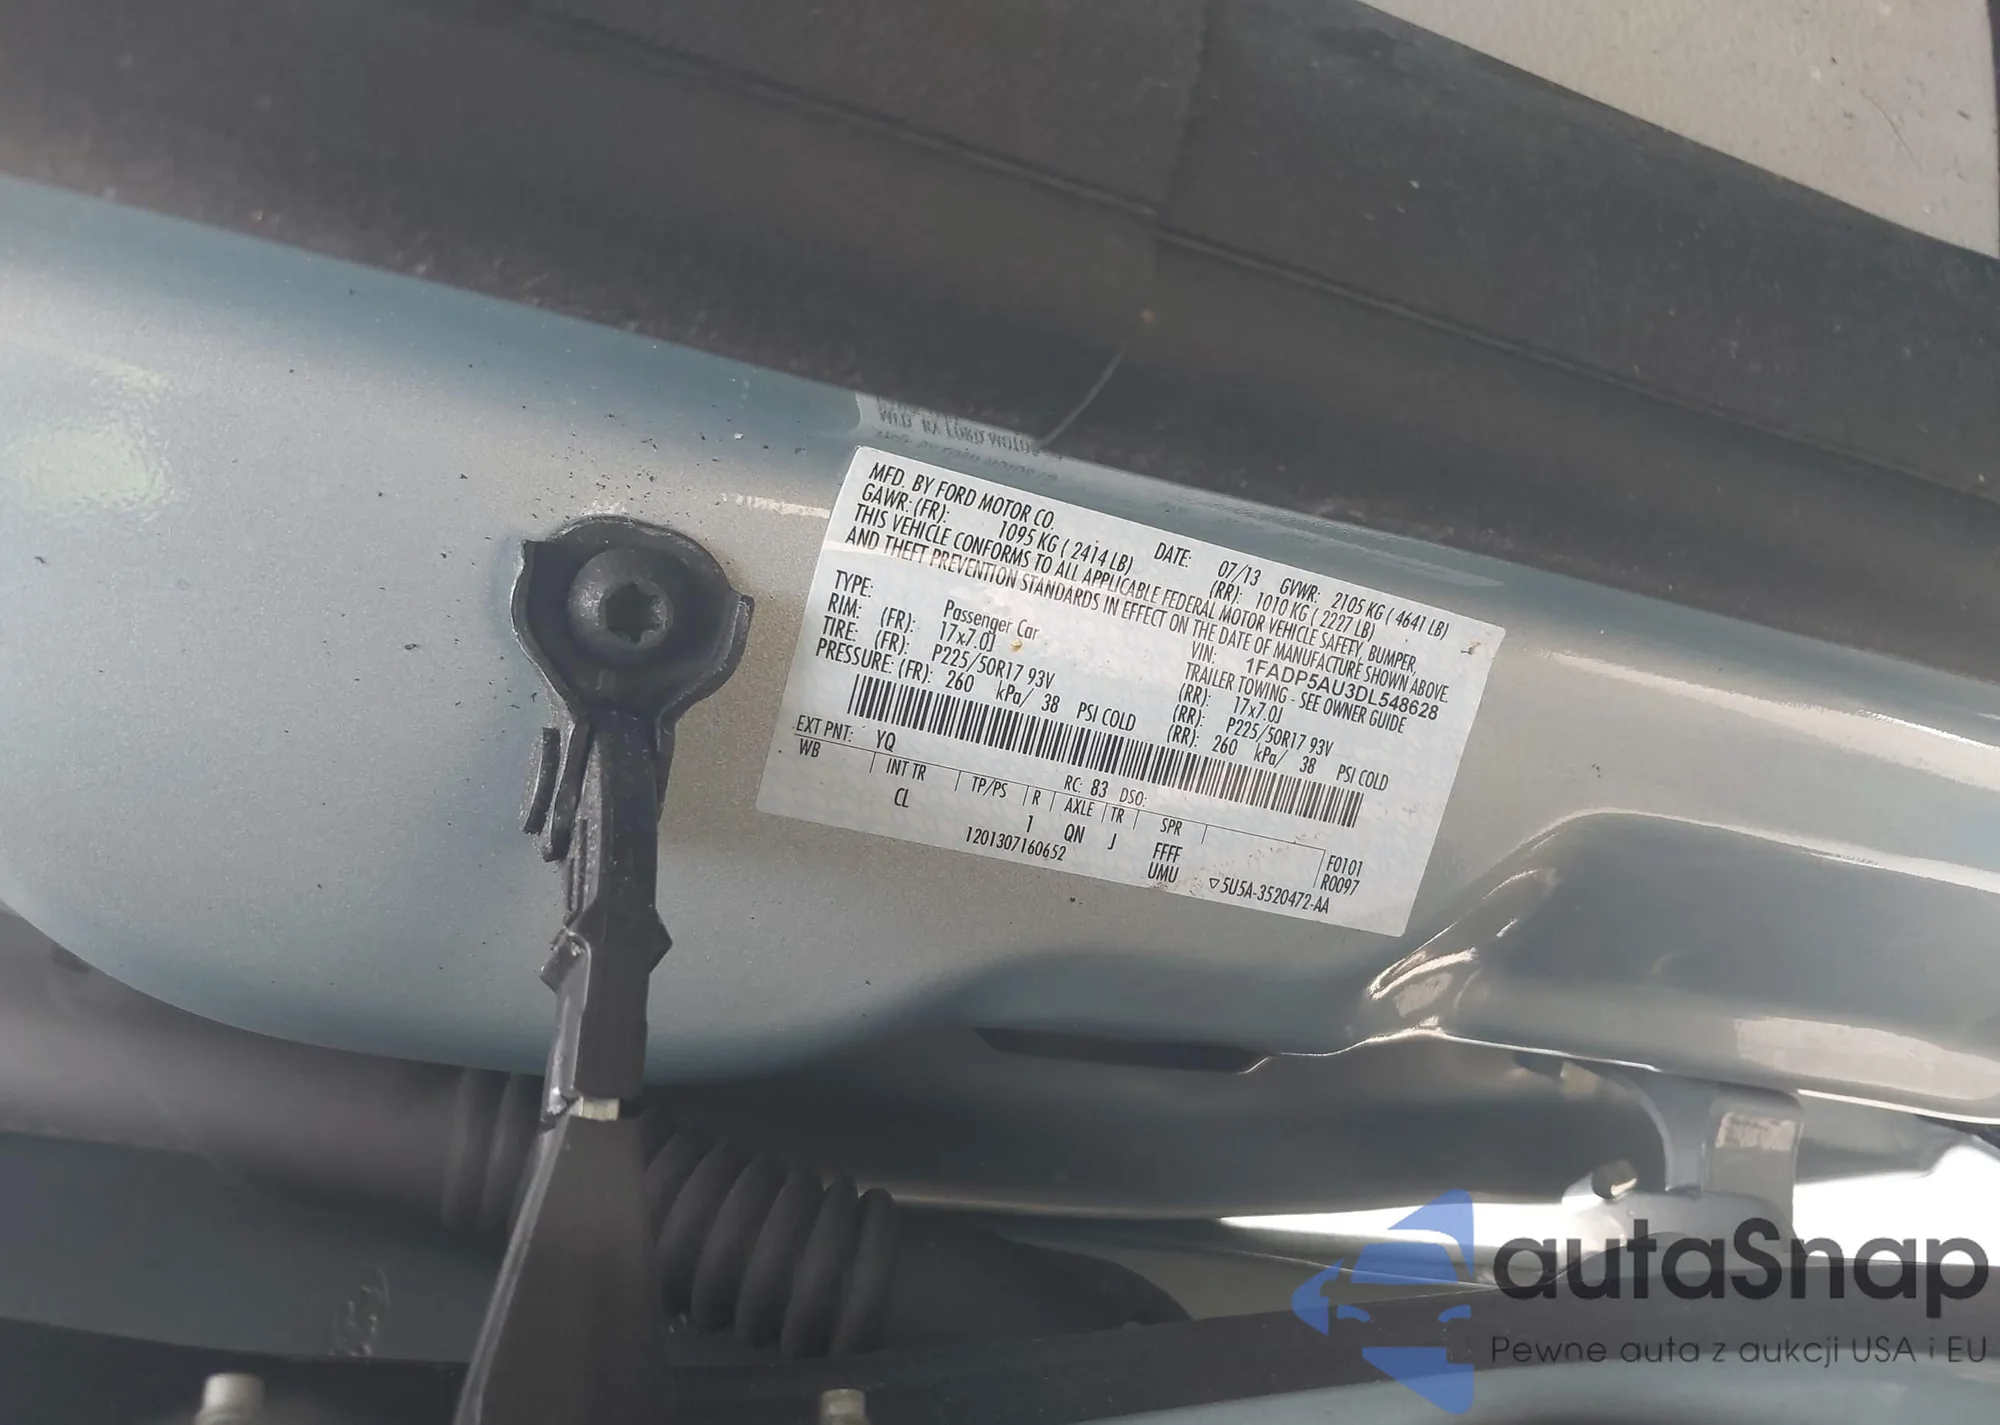 MFD. BY FORD MOTOR CO.
DATE: 07/13 GVWR: 2105 KG ( 4641 LB)
GAWR: (FR): 1095 KG ( 2414 LB) (RR): 1010 KG ( 2227 LB)
THIS VEHICLE CONFORMS TO ALL APPLICABLE FEDERAL MOTOR VEHICLE SAFETY, BUMPER,
AND THEFT PREVENTION STANDARDS IN EFFECT ON THE DATE OF MANUFACTURE SHOWN ABOVE.
VIN: 1FADP5AU3DL548628
TYPE: Passenger Car TRAILER TOWING - SEE OWNER GUIDE
RIM: (FR): 17x7.0J (RR): 17x7.0J
TIRE: (FR): P225/50R17 93V (RR): P225/50R17 93V
PRESSURE: (FR): 260 kPa/ 38 PSI COLD (RR): 260 kPa/ 38 PSI COLD
EXT PNT: YQ RC: 83 DSO:
WB INT TR TP/PS R AXLE TR SPR
CL 1 QN J FFFF F0101
1201307160652 UMU R0097
5U5A-3520472-AA
MFD. BY FORD MOTOR
autaSnap
Pewne auta z aukcji USA i EU